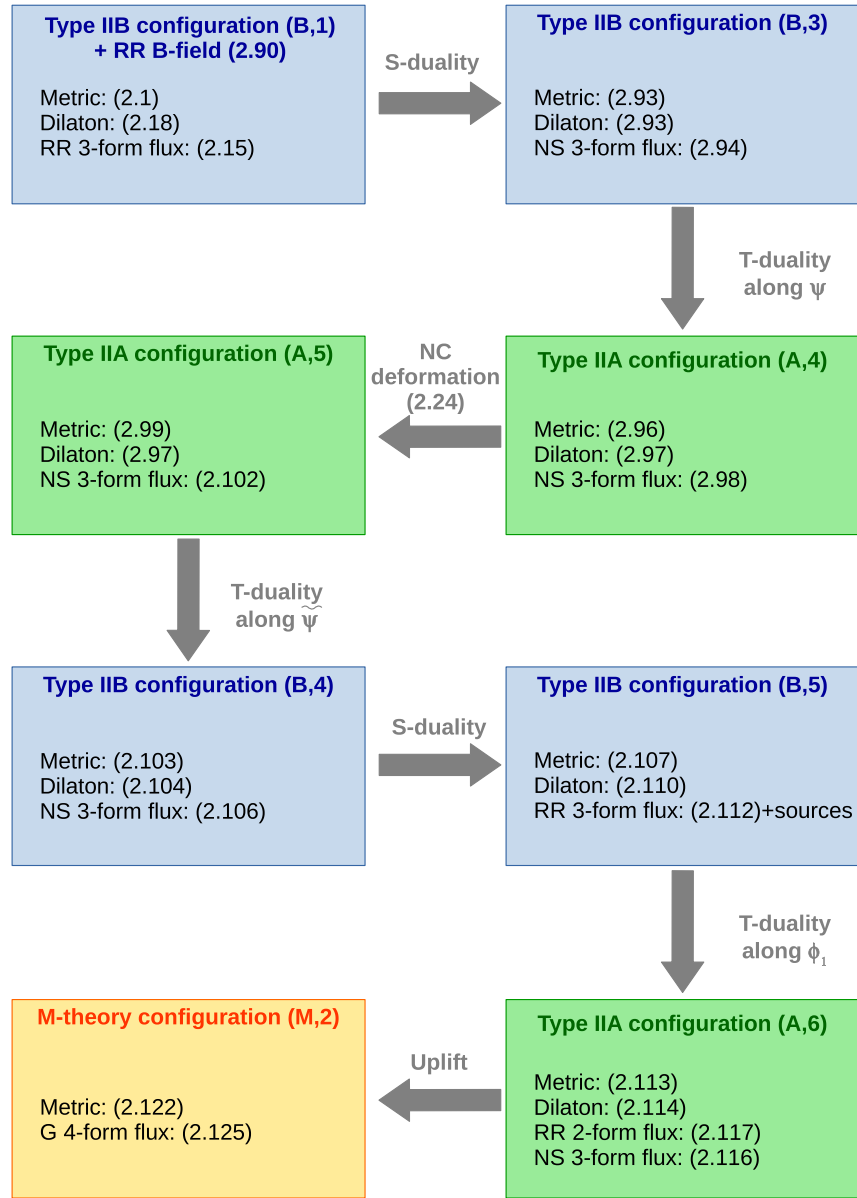 Type IIB configuration (B,1)
+ RR B-field (2.90)
Metric: (2.1)
Dilaton: (2.18)
RR 3-form flux: (2.15)
S-duality
Type IIB configuration (B,3)
Metric: (2.93)
Dilaton: (2.93)
NS 3-form flux: (2.94)
T-duality
along ψ
Type IIA configuration (A,5)
Metric: (2.99)
Dilaton: (2.97)
NS 3-form flux: (2.102)
NC
deformation
(2.24)
Type IIA configuration (A,4)
Metric: (2.96)
Dilaton: (2.97)
NS 3-form flux: (2.98)
T-duality
along ψ̃̃
Type IIB configuration (B,4)
Metric: (2.103)
Dilaton: (2.104)
NS 3-form flux: (2.106)
S-duality
Type IIB configuration (B,5)
Metric: (2.107)
Dilaton: (2.110)
RR 3-form flux: (2.112)+sources
T-duality
along ϕ₁
M-theory configuration (M,2)
Metric: (2.122)
G 4-form flux: (2.125)
Uplift
Type IIA configuration (A,6)
Metric: (2.113)
Dilaton: (2.114)
RR 2-form flux: (2.117)
NS 3-form flux: (2.116)